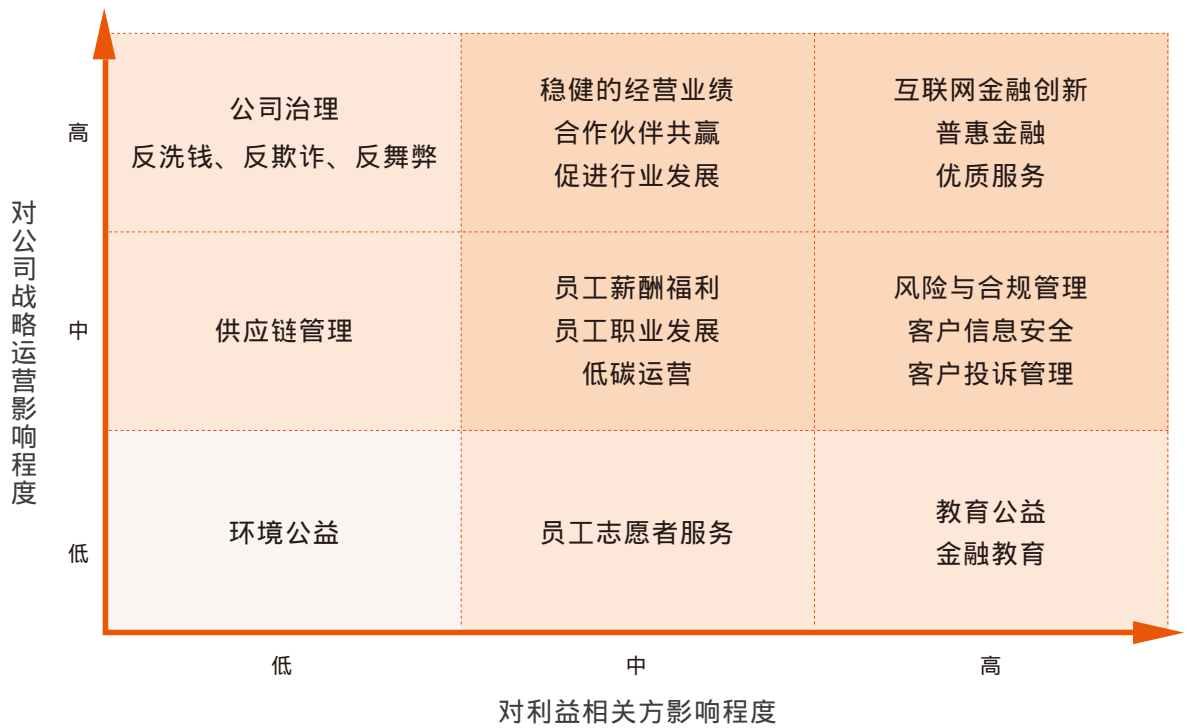 对公司战略运营影响程度
高
公司治理
反洗钱、反欺诈、反舞弊
稳健的经营业绩
合作伙伴共赢
促进行业发展
互联网金融创新
普惠金融
优质服务
中
供应链管理
员工薪酬福利
员工职业发展
低碳运营
风险与合规管理
客户信息安全
客户投诉管理
低
环境公益
员工志愿者服务
教育公益
金融教育
低
中
高
对利益相关方影响程度